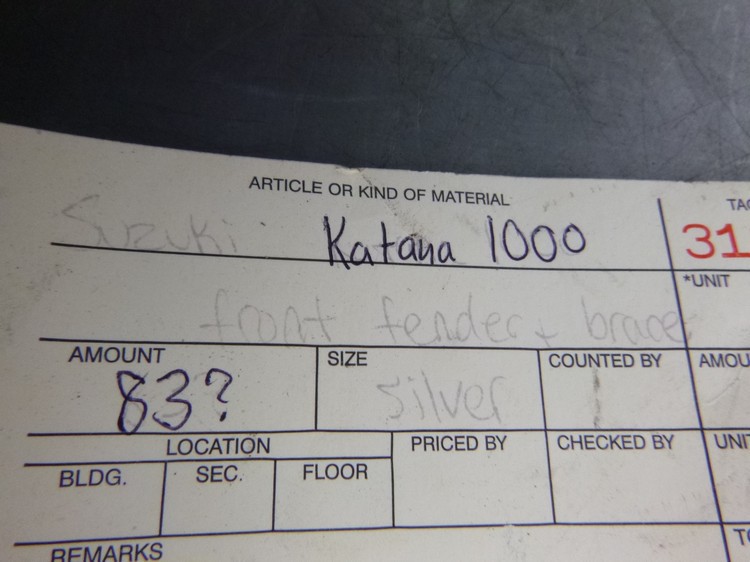 ARTICLE OR KIND OF MATERIAL
Suzuki Katana 1000
31
*UNIT
front fender + brace
AMOUNT SIZE COUNTED BY
83? silver
LOCATION PRICED BY CHECKED BY
BLDG. SEC. FLOOR
REMARKS